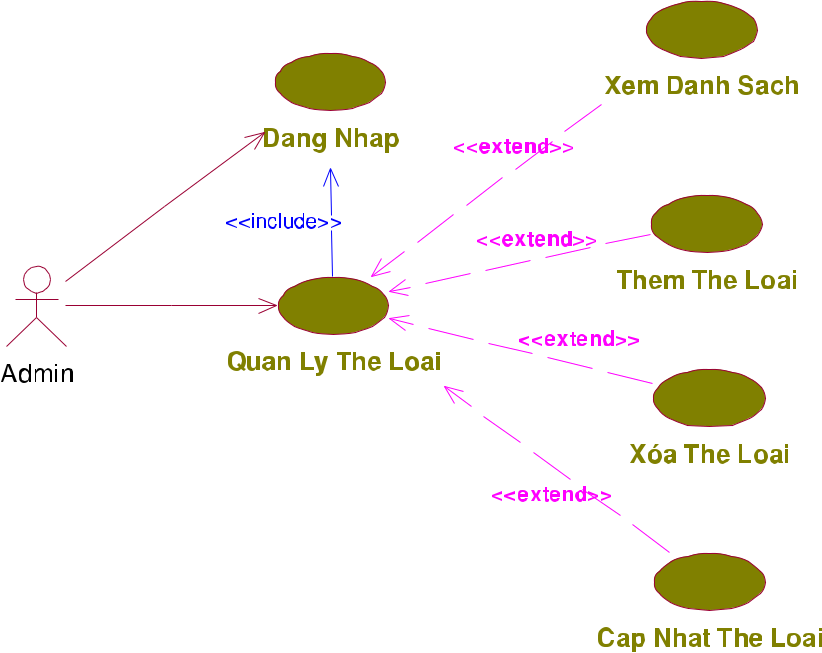 Xem Danh Sach
Dang Nhap
<<extend>>
<<include>>
<<extend>>
Them The Loai
<<extend>>
Quan Ly The Loai
Admin
Xóa The Loai
<<extend>>
Cap Nhat The Loai